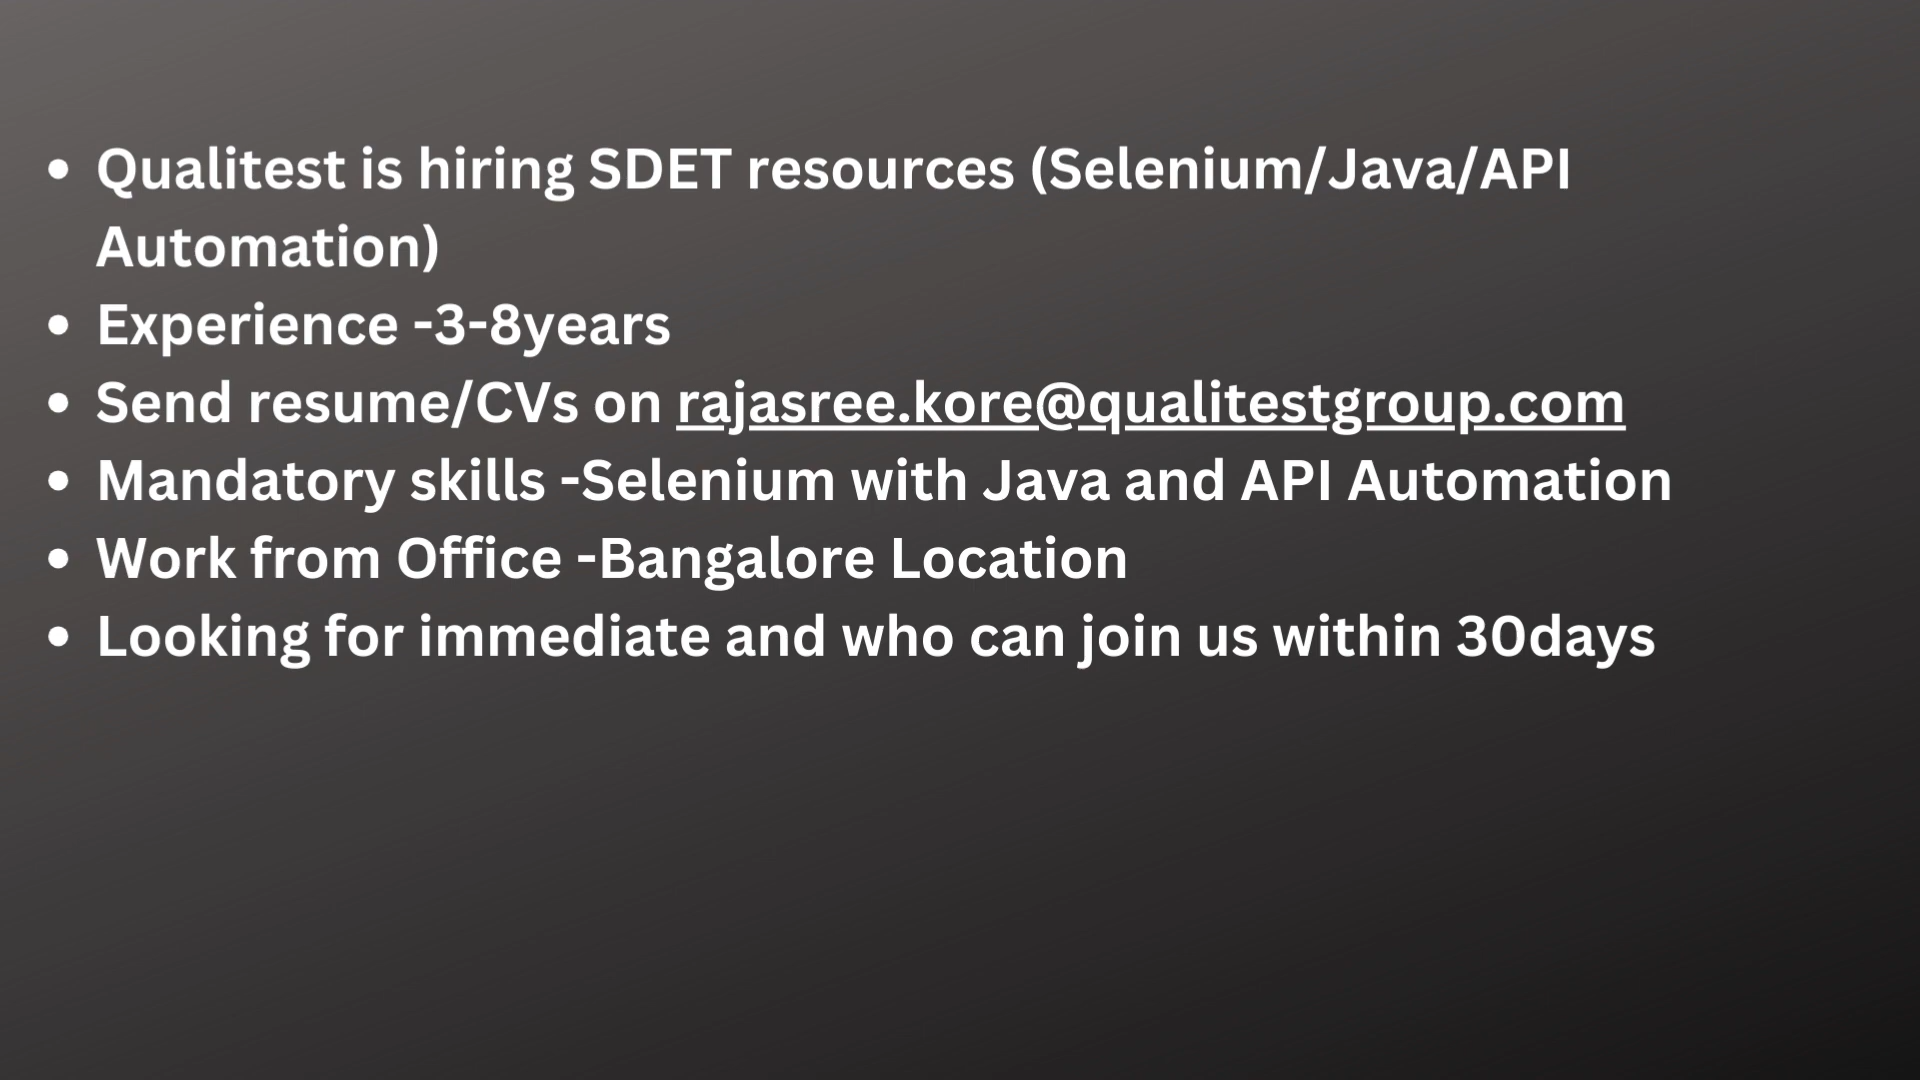 • Qualitest is hiring SDET resources (Selenium/Java/API
Automation)
• Experience -3-8years
• Send resume/CVs on rajasree.kore@qualitestgroup.com
• Mandatory skills -Selenium with Java and API Automation
• Work from Office -Bangalore Location
• Looking for immediate and who can join us within 30days